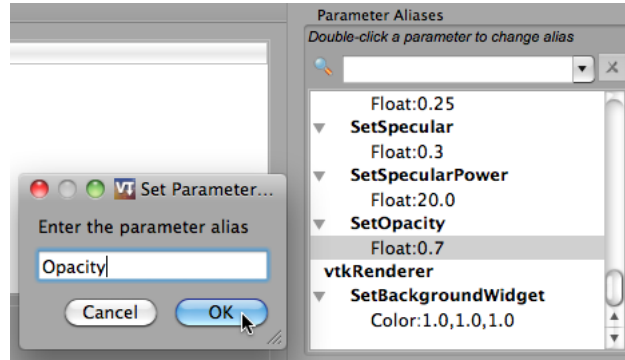 Parameter Aliases
Double-click a parameter to change alias
Float:0.25
SetSpecular
Float:0.3
SetSpecularPower
Float:20.0
SetOpacity
Float:0.7
vtkRenderer
SetBackgroundWidget
Color:1.0,1.0,1.0
VT Set Parameter...
Enter the parameter alias
Opacity
Cancel
OK